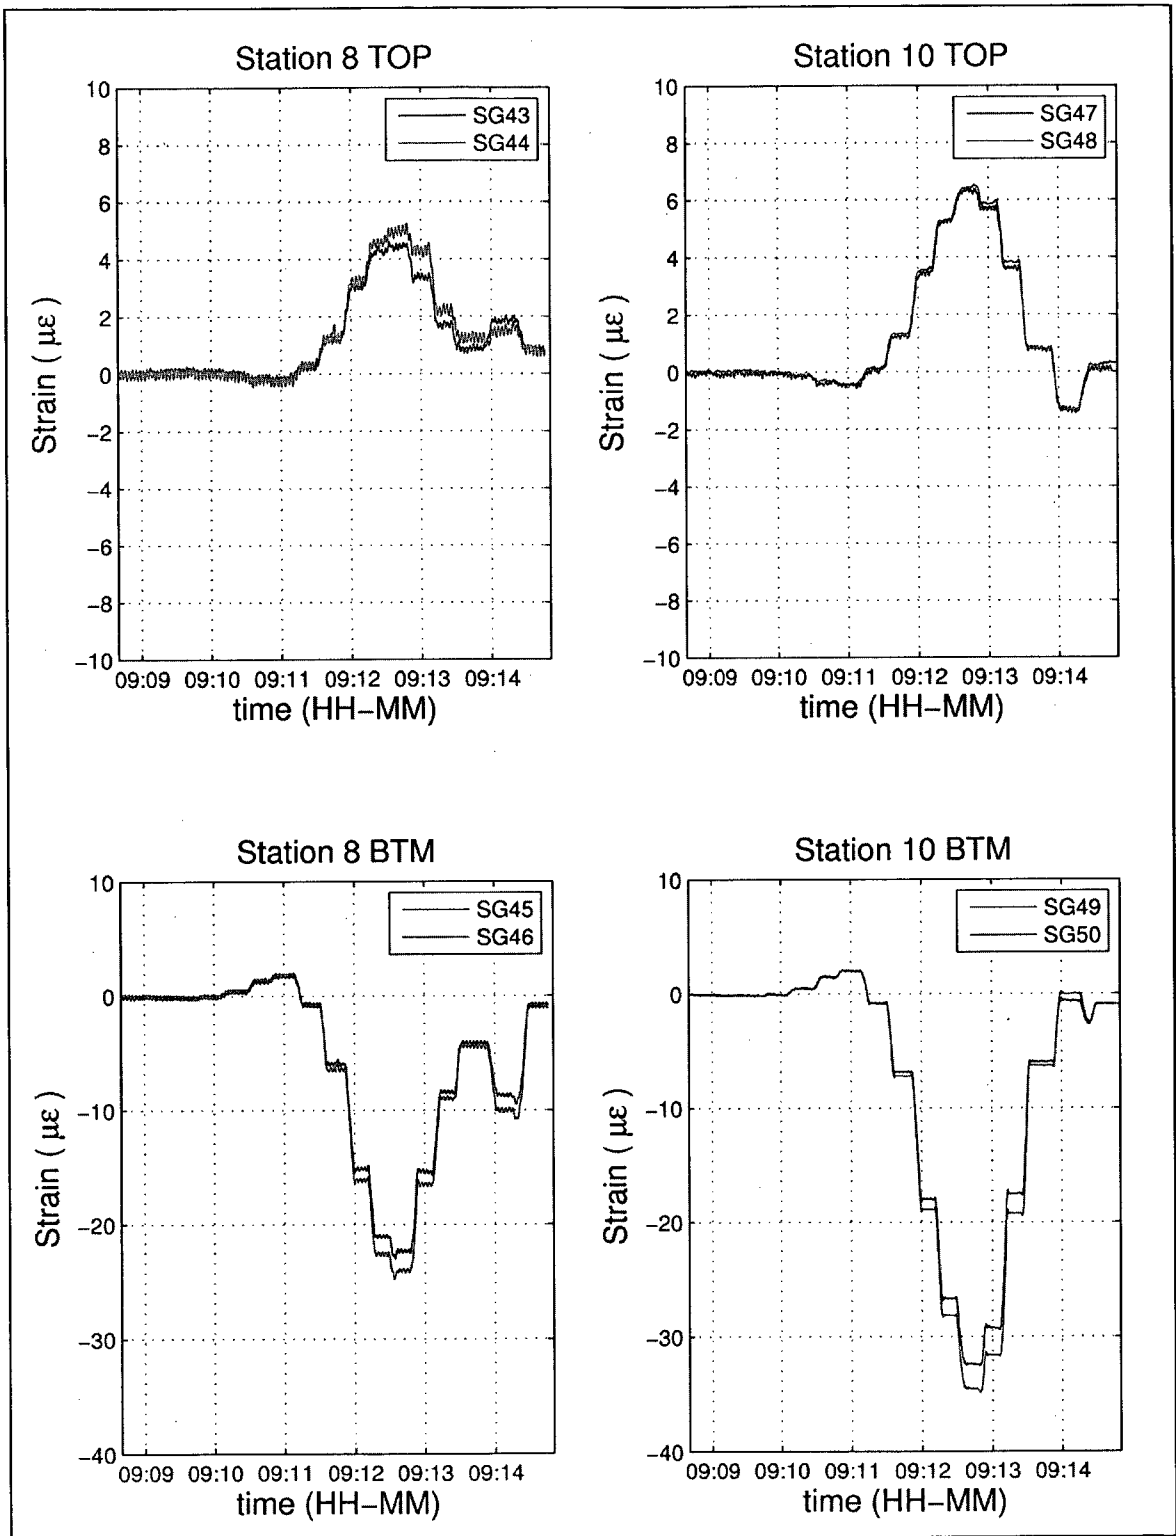 Station 8 TOP
10
8
6
4
2
0
−2
−4
−6
−8
−10
Strain ( με )
SG43
SG44
09:09 09:10 09:11 09:12 09:13 09:14
time (HH−MM)
Station 10 TOP
10
8
6
4
2
0
−2
−4
−6
−8
−10
Strain ( με )
SG47
SG48
09:09 09:10 09:11 09:12 09:13 09:14
time (HH−MM)
Station 8 BTM
10
0
−10
−20
−30
−40
Strain ( με )
SG45
SG46
09:09 09:10 09:11 09:12 09:13 09:14
time (HH−MM)
Station 10 BTM
10
0
−10
−20
−30
−40
Strain ( με )
SG49
SG50
09:09 09:10 09:11 09:12 09:13 09:14
time (HH−MM)